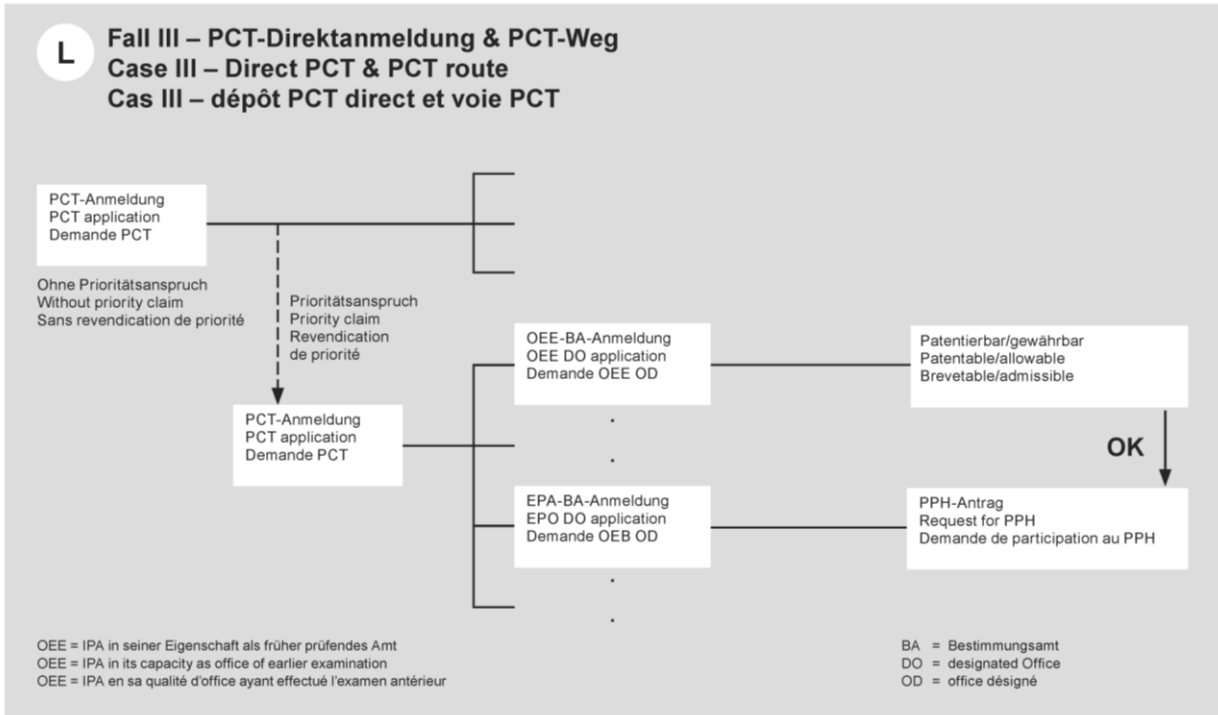 L
Fall III – PCT-Direktanmeldung & PCT-Weg
Case III – Direct PCT & PCT route
Cas III – dépôt PCT direct et voie PCT
PCT-Anmeldung
PCT application
Demande PCT
Ohne Prioritätsanspruch
Without priority claim
Sans revendication de priorité
Prioritätsanspruch
Priority claim
Revendication
de priorité
PCT-Anmeldung
PCT application
Demande PCT
OEE-BA-Anmeldung
OEE DO application
Demande OEE OD
Patentierbar/gewährbar
Patentable/allowable
Brevetable/admissible
OK
EPA-BA-Anmeldung
EPO DO application
Demande OEB OD
PPH-Antrag
Request for PPH
Demande de participation au PPH
OEE = IPA in seiner Eigenschaft als früher prüfendes Amt
OEE = IPA in its capacity as office of earlier examination
OEE = IPA en sa qualité d'office ayant effectué l'examen antérieur
BA = Bestimmungsamt
DO = designated Office
OD = office désigné